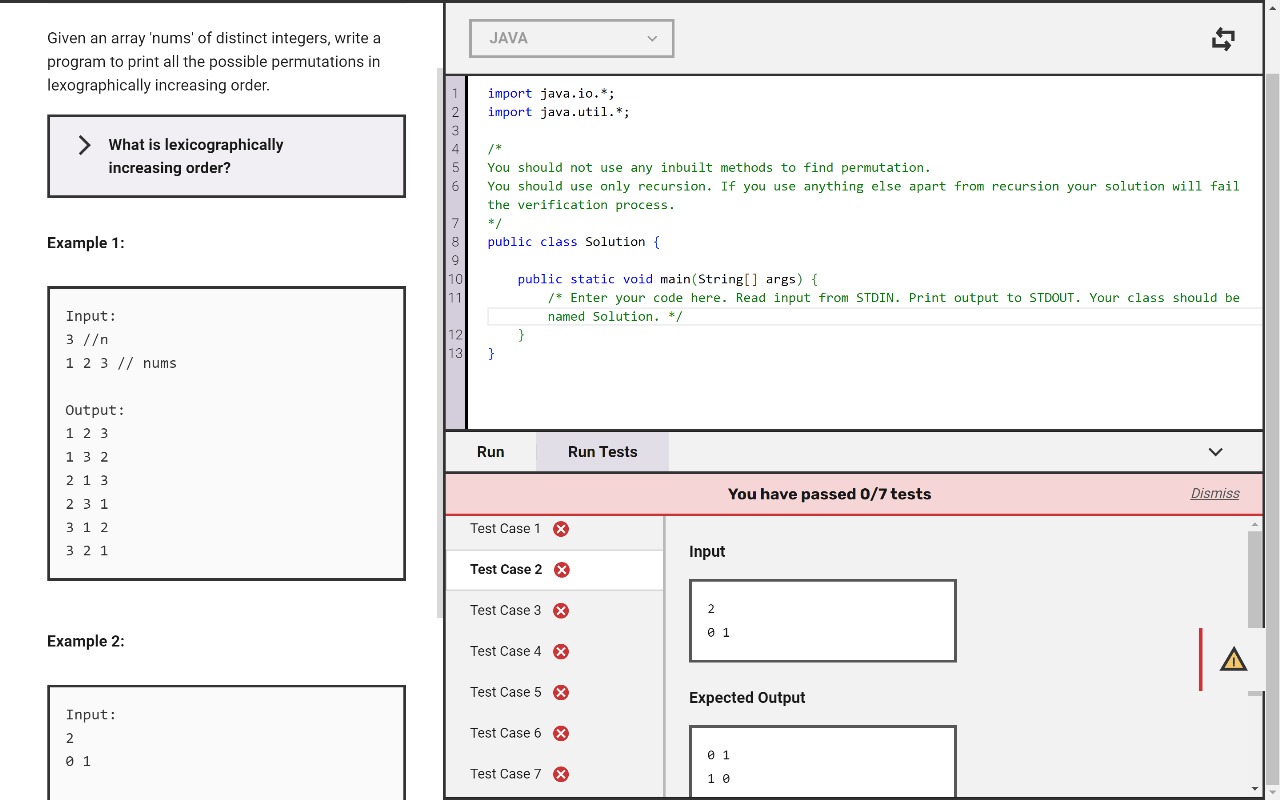 Given an array 'nums' of distinct integers, write a
program to print all the possible permutations in
lexographically increasing order.
What is lexicographically
increasing order?
Example 1:
Input:
3 //n
1 2 3 // nums
Output:
1 2 3
1 3 2
2 1 3
2 3 1
3 1 2
3 2 1
Example 2:
Input:
2
0 1
JAVA
1 import java.io.*;
2 import java.util.*;
3
4 /*
5 You should not use any inbuilt methods to find permutation.
6 You should use only recursion. If you use anything else apart from recursion your solution will fail
the verification process.
7 */
8 public class Solution {
9
10 public static void main(String[] args) {
11 /* Enter your code here. Read input from STDIN. Print output to STDOUT. Your class should be
named Solution. */
12 }
13 }
Run Run Tests
You have passed 0/7 tests Dismiss
Test Case 1
Test Case 2
Test Case 3
Test Case 4
Test Case 5
Test Case 6
Test Case 7
Input
2
0 1
Expected Output
0 1
1 0